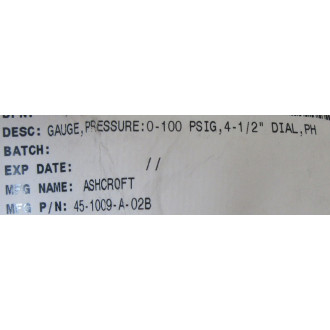 DESC: GAUGE,PRESSURE:0-100 PSIG,4-1/2" DIAL,PH
BATCH:
EXP DATE: //
MFG NAME: ASHCROFT
MFG P/N: 45-1009-A-02B